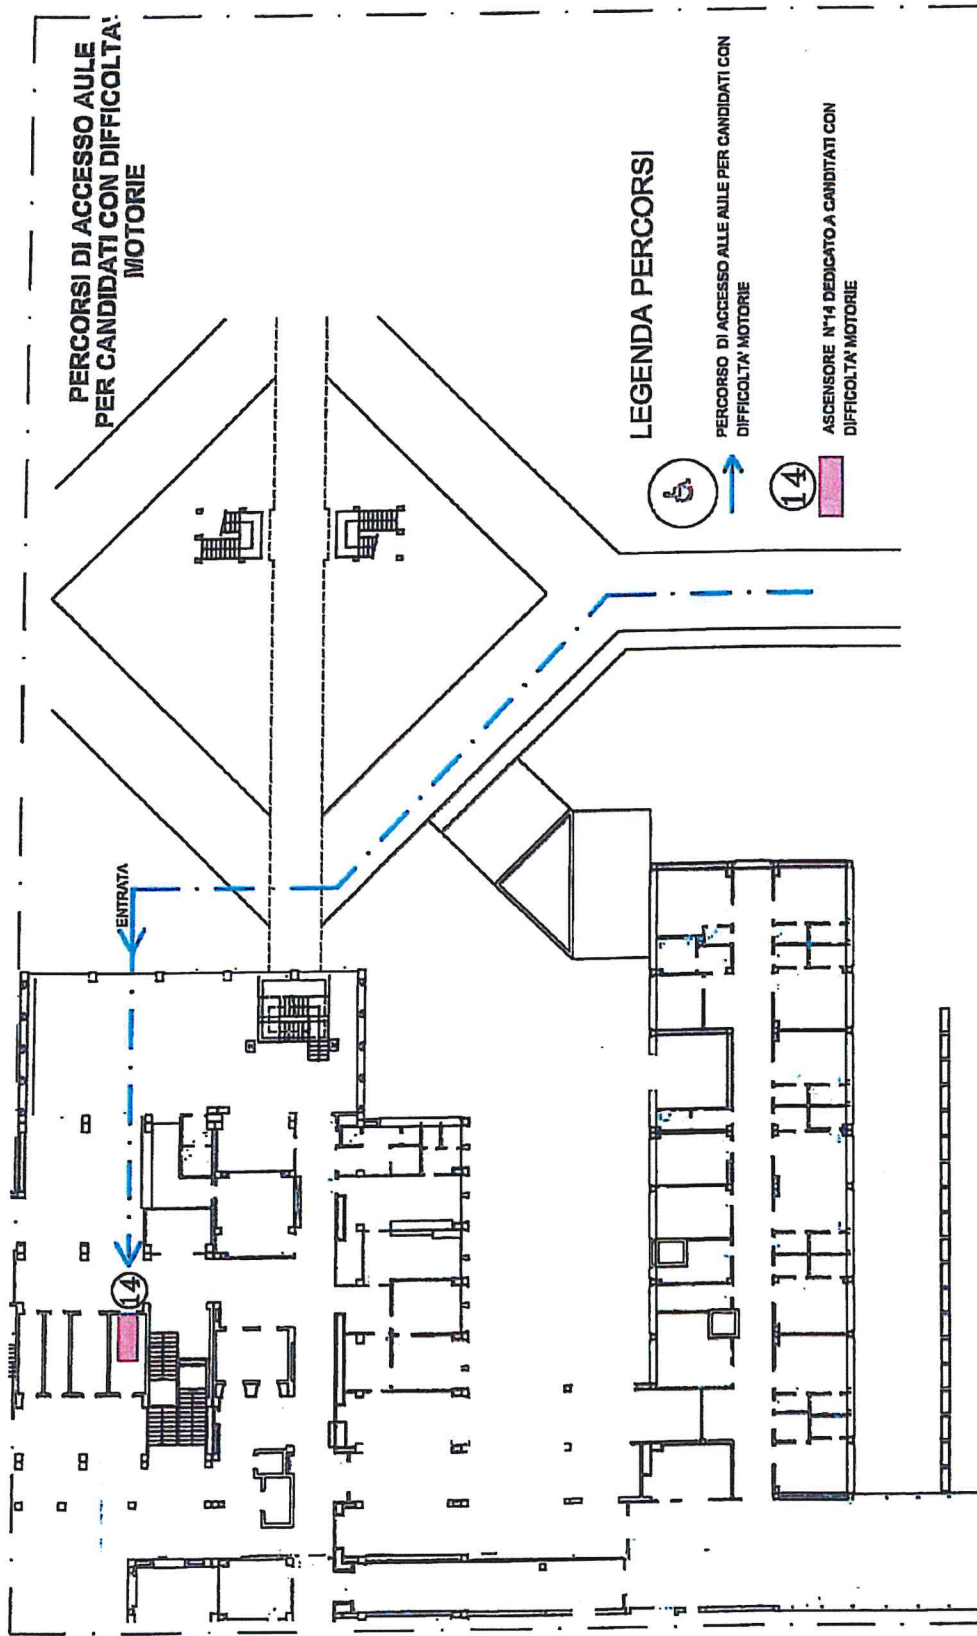 PERCORSI DI ACCESSO AULE
PER CANDIDATI CON DIFFICOLTA'
MOTORIE
ENTRATA
14
LEGENDA PERCORSI
PERCORSO DI ACCESSO ALLE AULE PER CANDIDATI CON
DIFFICOLTA' MOTORIE
14
ASCENSORE N°14 DEDICATO A CANDITATI CON
DIFFICOLTA' MOTORIE